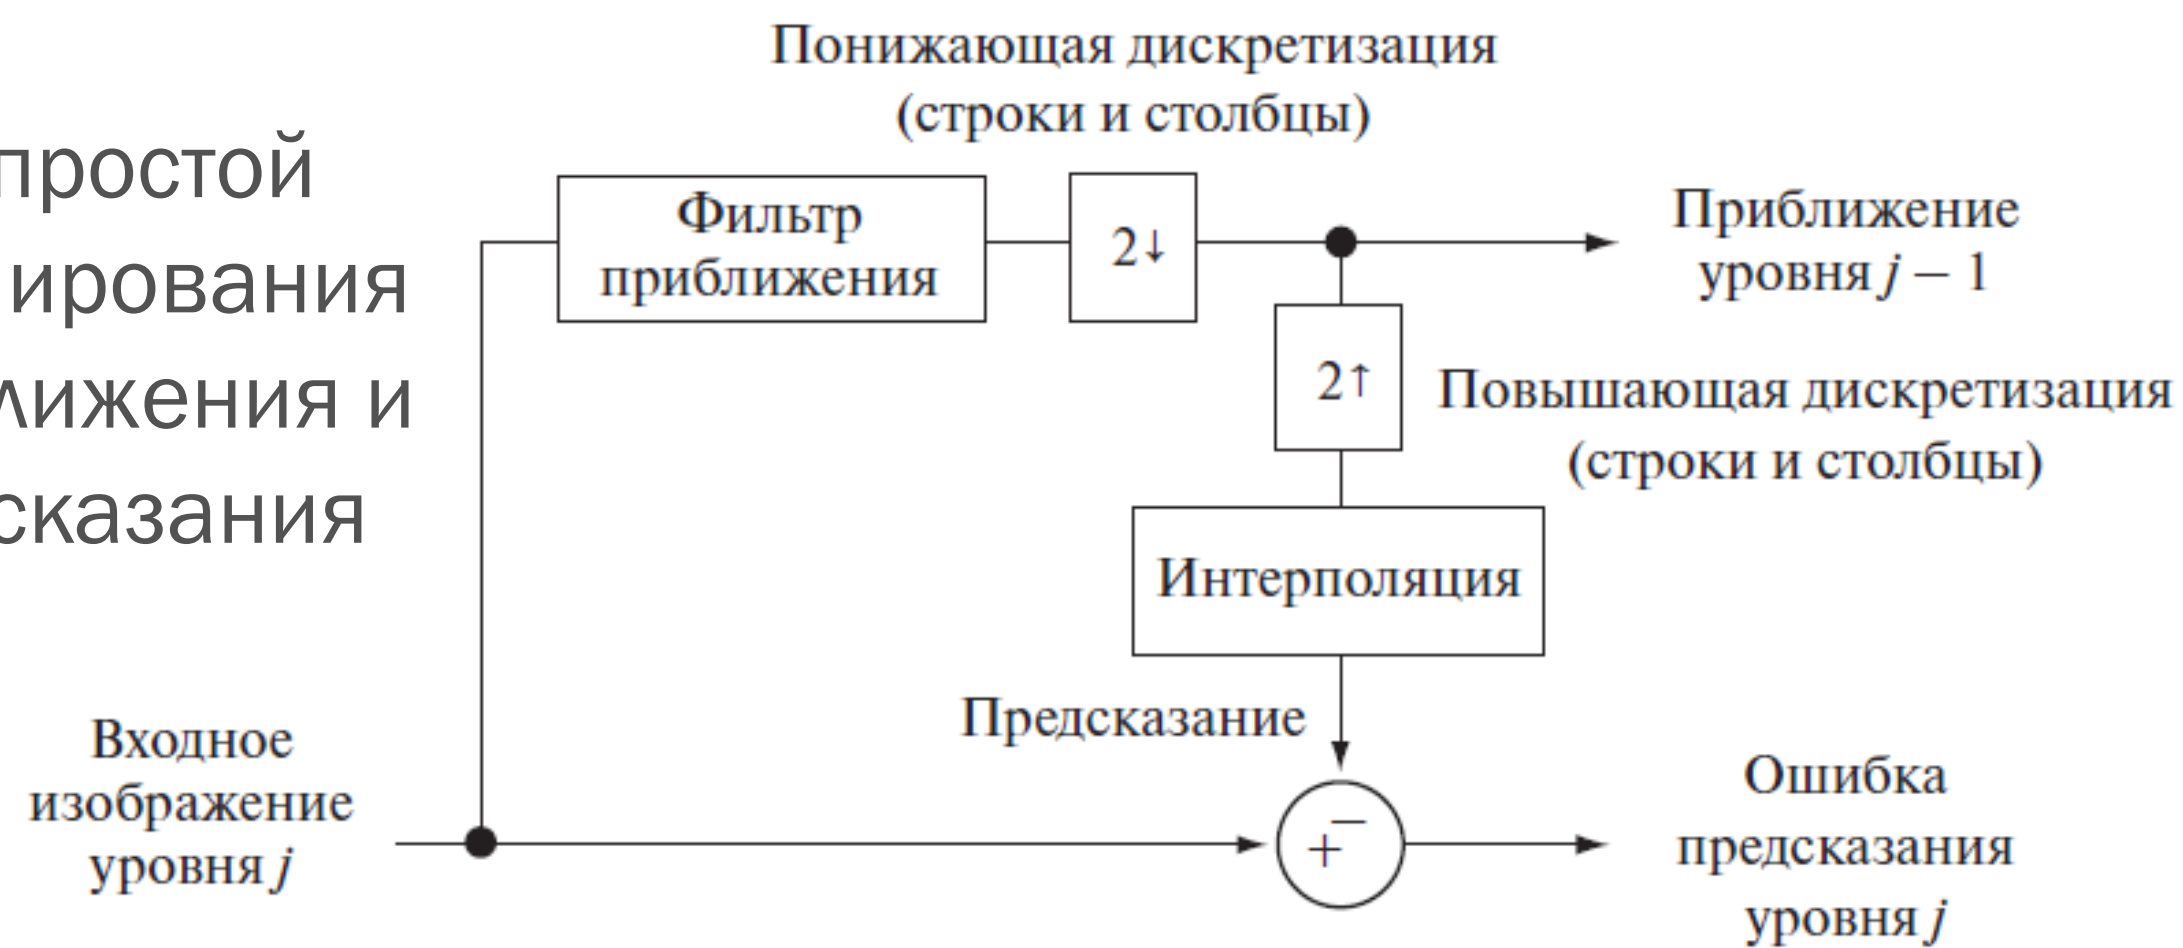 простой
лижения и
сказания
Понижающая дискретизация
(строки и столбцы)
Фильтр
приближения
2↓
Приближение
уровня j – 1
2↑
Повышающая дискретизация
(строки и столбцы)
Интерполяция
Предсказание
Входное
изображение
уровня j
+ −
Ошибка
предсказания
уровня j